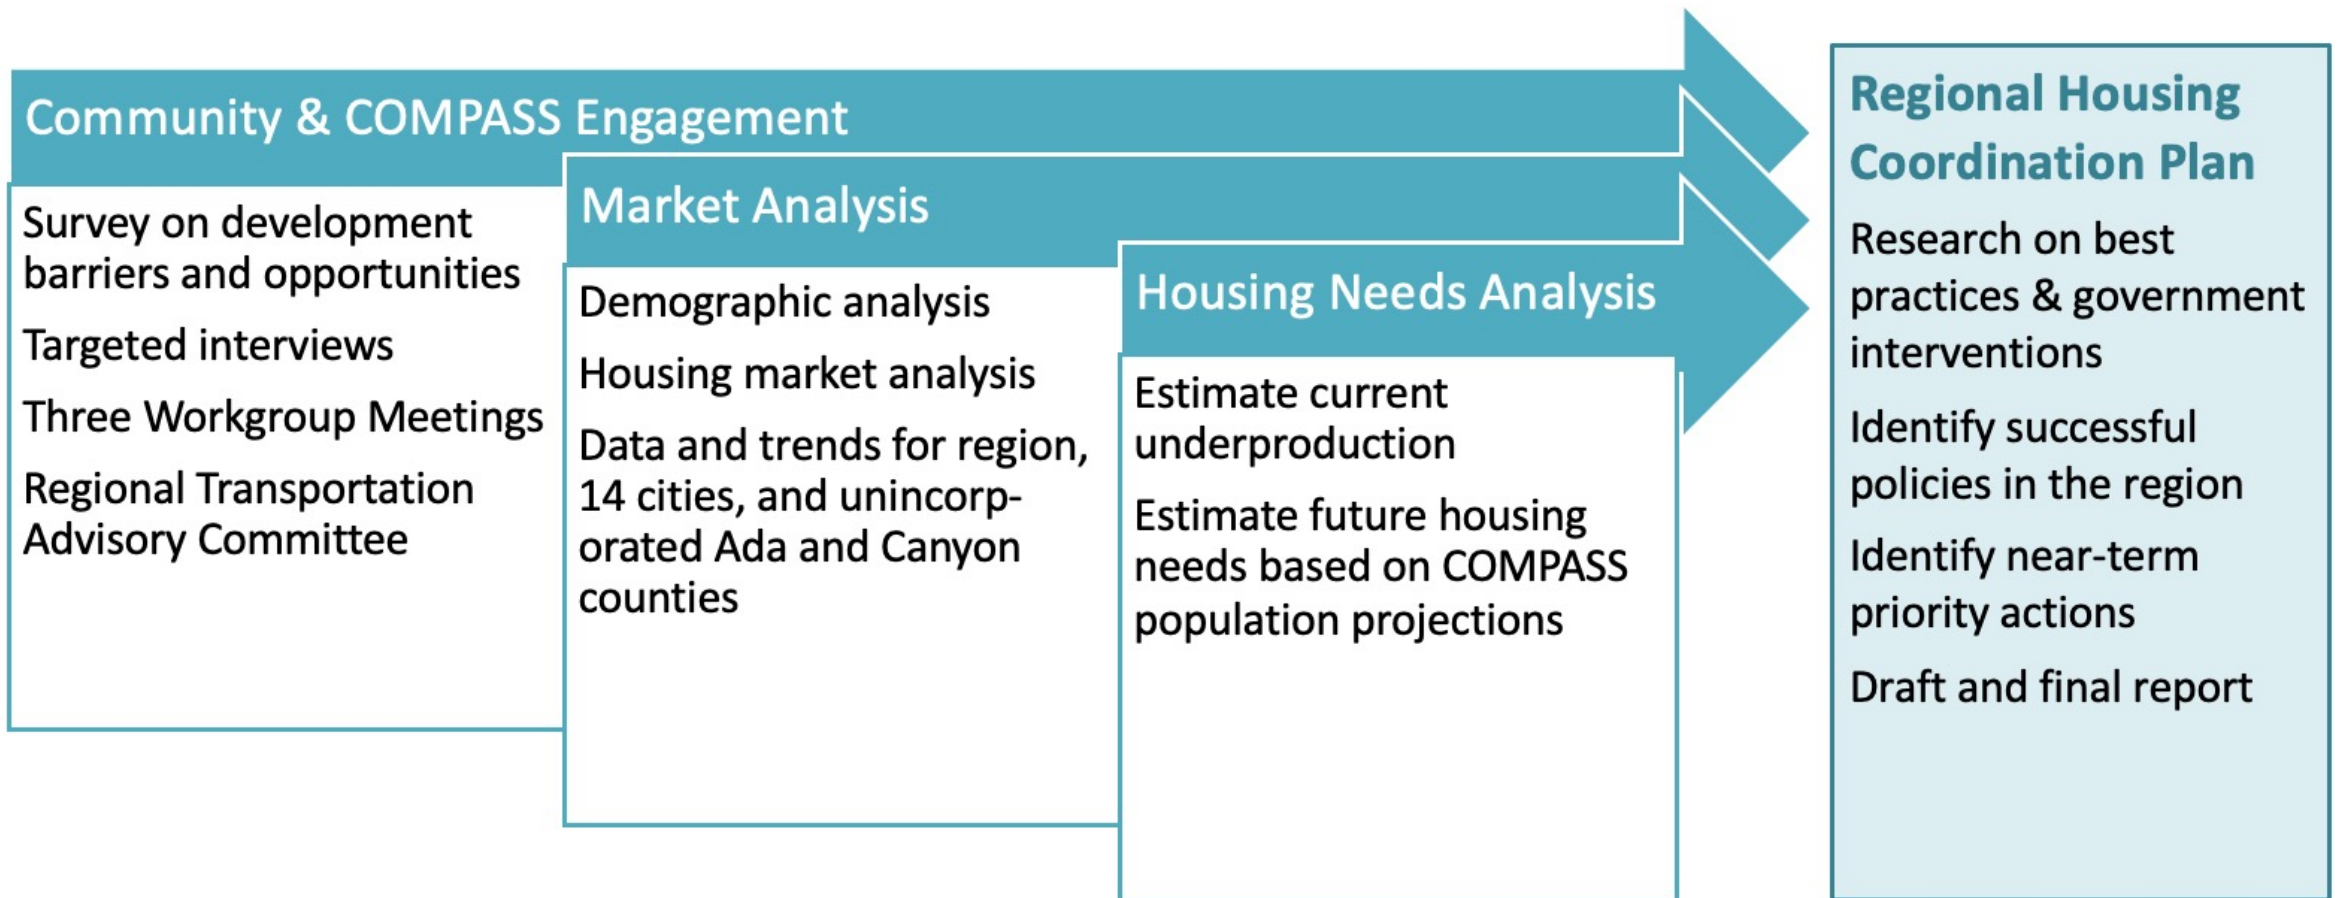 Community & COMPASS Engagement
Survey on development
barriers and opportunities
Targeted interviews
Three Workgroup Meetings
Regional Transportation
Advisory Committee
Market Analysis
Demographic analysis
Housing market analysis
Data and trends for region,
14 cities, and unincorp-
orated Ada and Canyon
counties
Housing Needs Analysis
Estimate current
underproduction
Estimate future housing
needs based on COMPASS
population projections
Regional Housing
Coordination Plan
Research on best
practices & government
interventions
Identify successful
policies in the region
Identify near-term
priority actions
Draft and final report